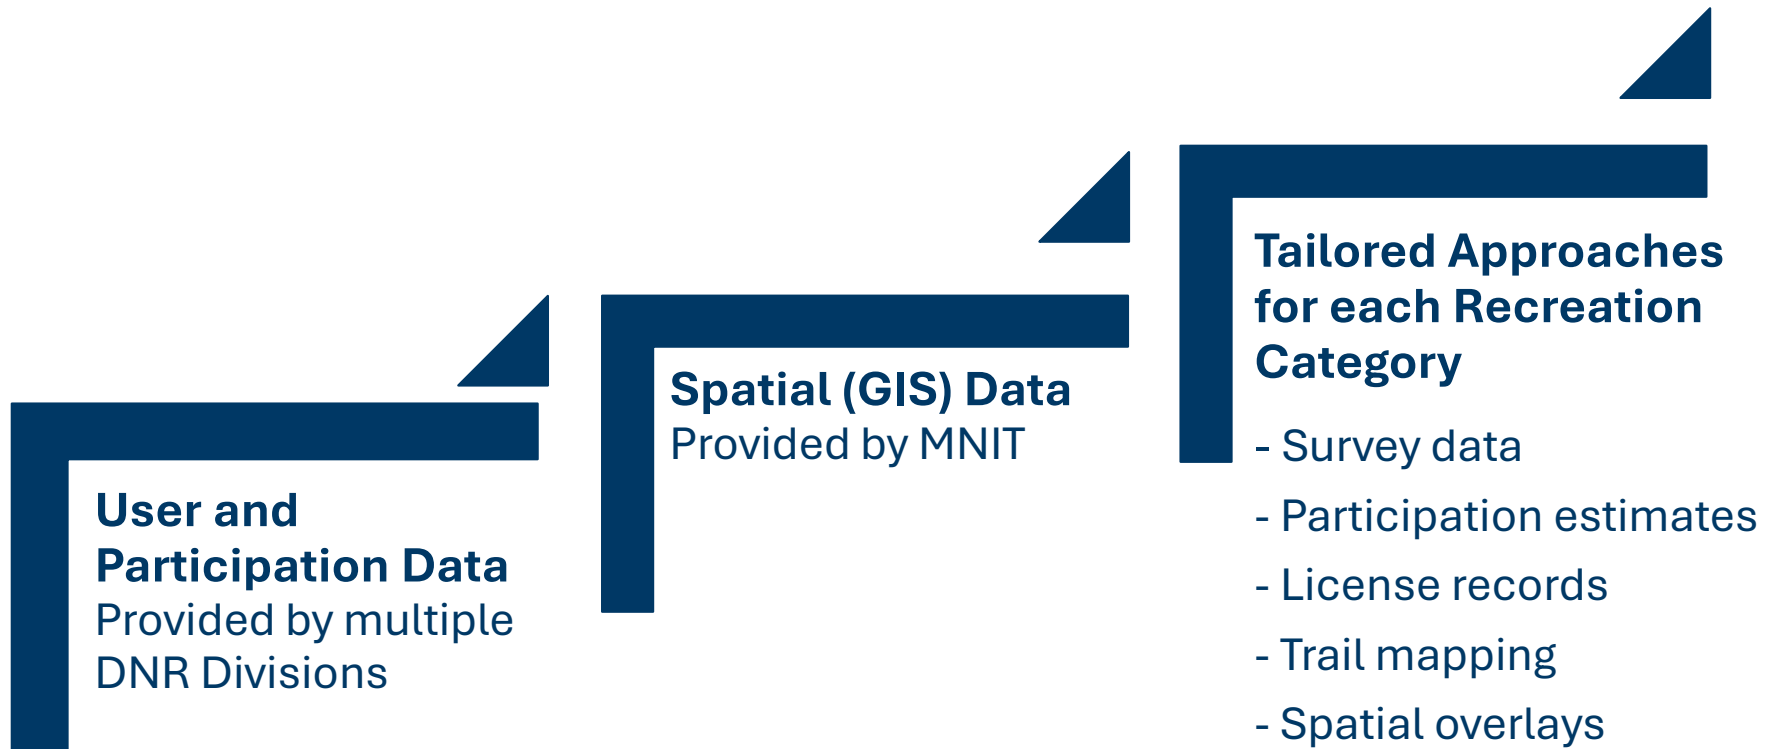 User and
Participation Data
Provided by multiple
DNR Divisions
Spatial (GIS) Data
Provided by MNIT
Tailored Approaches
for each Recreation
Category
- Survey data
- Participation estimates
- License records
- Trail mapping
- Spatial overlays